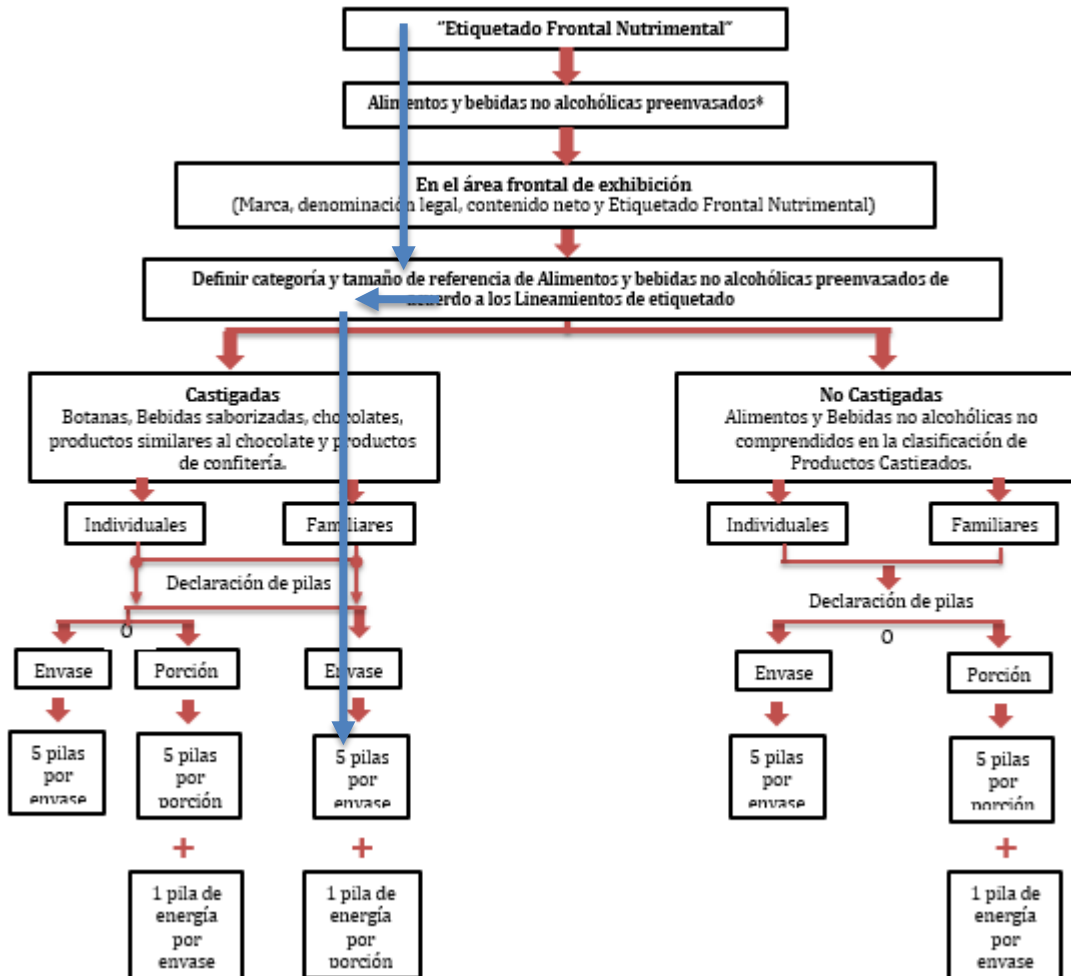 “Etiquetado Frontal Nutrimental”
Alimentos y bebidas no alcohólicas preenvasados*
En el área frontal de exhibición
(Marca, denominación legal, contenido neto y Etiquetado Frontal Nutrimental)
Definir categoría y tamaño de referencia de Alimentos y bebidas no alcohólicas preenvasados de
acuerdo a los Lineamientos de etiquetado
Castigadas
Botanas, Bebidas saborizadas, chocolates,
productos similares al chocolate y productos
de confitería.
No Castigadas
Alimentos y Bebidas no alcohólicas no
comprendidos en la clasificación de
Productos Castigados.
Individuales
Familiares
Individuales
Familiares
Declaración de pilas
Declaración de pilas
O
O
Envase
Porción
Envase
Envase
Porción
5 pilas
por
envase
5 pilas
por
porción
5 pilas
por
envase
5 pilas
por
envase
5 pilas
por
porción
+
+
+
1 pila de
energía
por
envase
1 pila de
energía
por
porción
1 pila de
energía
por
envase